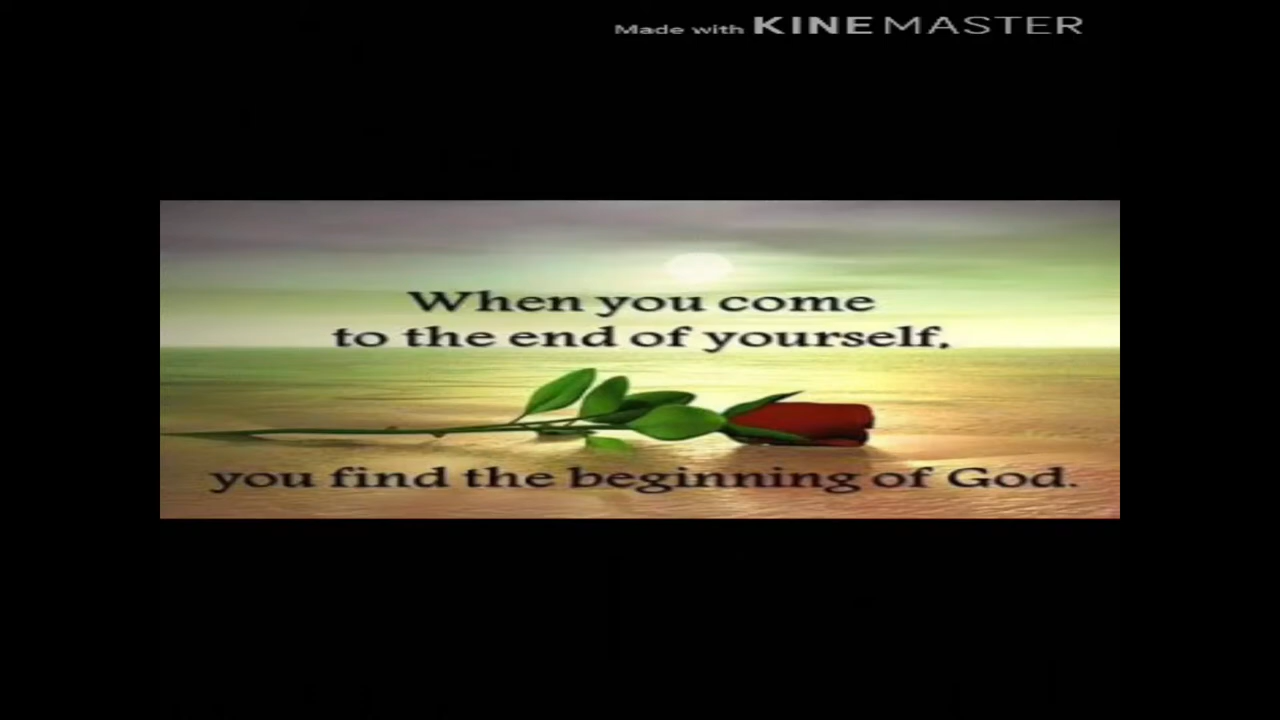 Made with KINEMASTER
When you come
to the end of yourself,
you find the beginning of God.